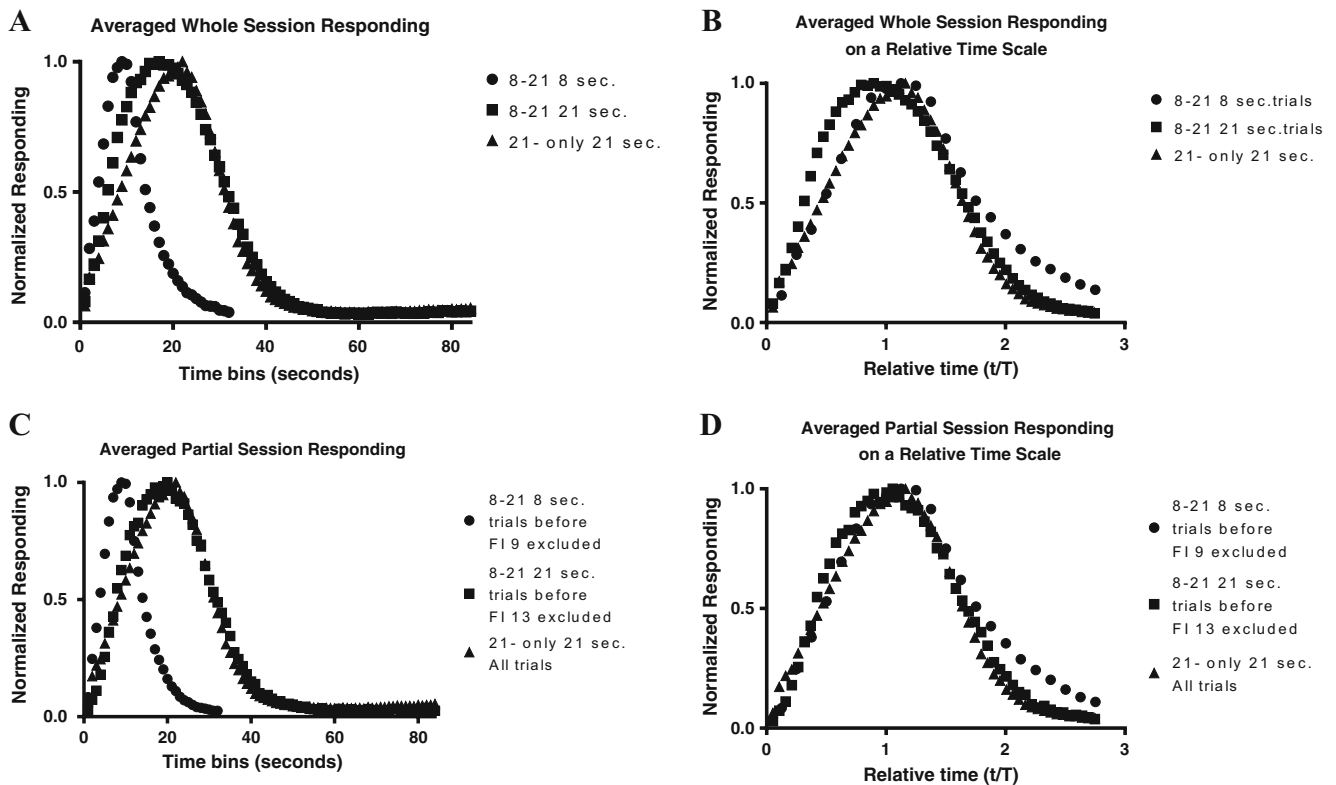 A
Averaged Whole Session Responding
Normalized Responding
1.0
0.5
0.0
0
20
40
60
80
Time bins (seconds)
8-21 8 sec.
8-21 21 sec.
21- only 21 sec.
B
Averaged Whole Session Responding
on a Relative Time Scale
Normalized Responding
1.0
0.5
0.0
0
1
2
3
Relative time (t/T)
8-21 8 sec.trials
8-21 21 sec.trials
21- only 21 sec.
C
Averaged Partial Session Responding
Normalized Responding
1.0
0.5
0.0
0
20
40
60
80
Time bins (seconds)
8-21 8 sec.
trials before
FI 9 excluded
8-21 21 sec.
trials before
FI 13 excluded
21- only 21 sec.
All trials
D
Averaged Partial Session Responding
on a Relative Time Scale
Normalized Responding
1.0
0.5
0.0
0
1
2
3
Relative time (t/T)
8-21 8 sec.
trials before
FI 9 excluded
8-21 21 sec.
trials before
FI 13 excluded
21- only 21 sec.
All trials